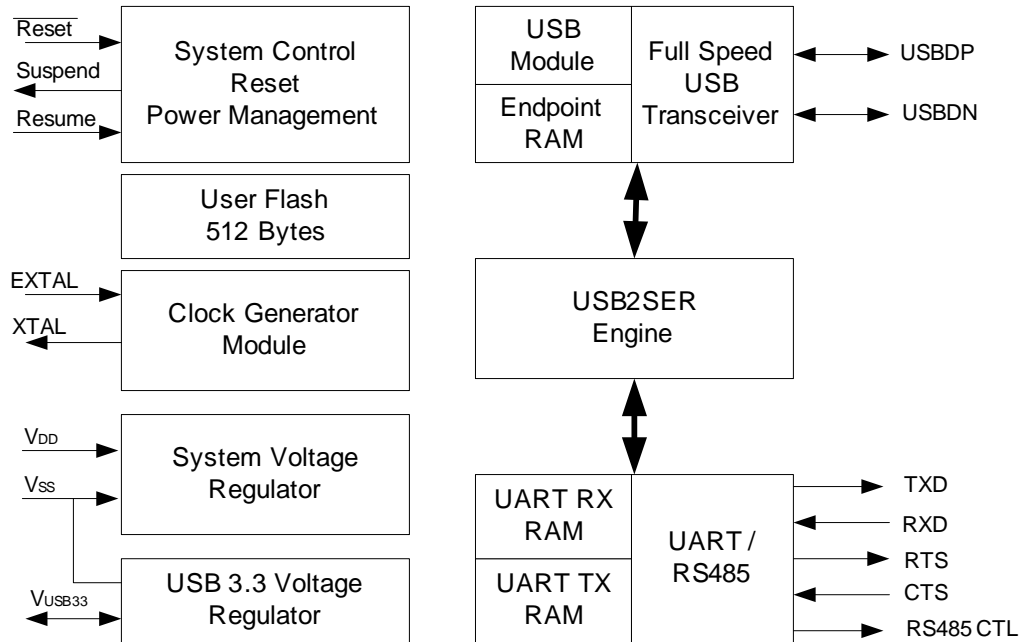 Reset
Suspend
Resume
System Control
Reset
Power Management
User Flash
512 Bytes
EXTAL
XTAL
Clock Generator
Module
VDD
VSS
System Voltage
Regulator
VUSB33
USB 3.3 Voltage
Regulator
USB
Module
Endpoint
RAM
Full Speed
USB
Transceiver
USBDP
USBDN
USB2SER
Engine
UART RX
RAM
UART TX
RAM
UART /
RS485
TXD
RXD
RTS
CTS
RS485 CTL